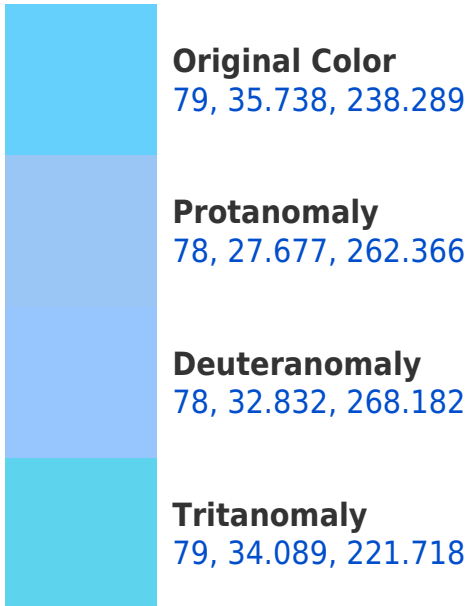 Original Color
79, 35.738, 238.289
Protanomaly
78, 27.677, 262.366
Deuteranomaly
78, 32.832, 268.182
Tritanomaly
79, 34.089, 221.718